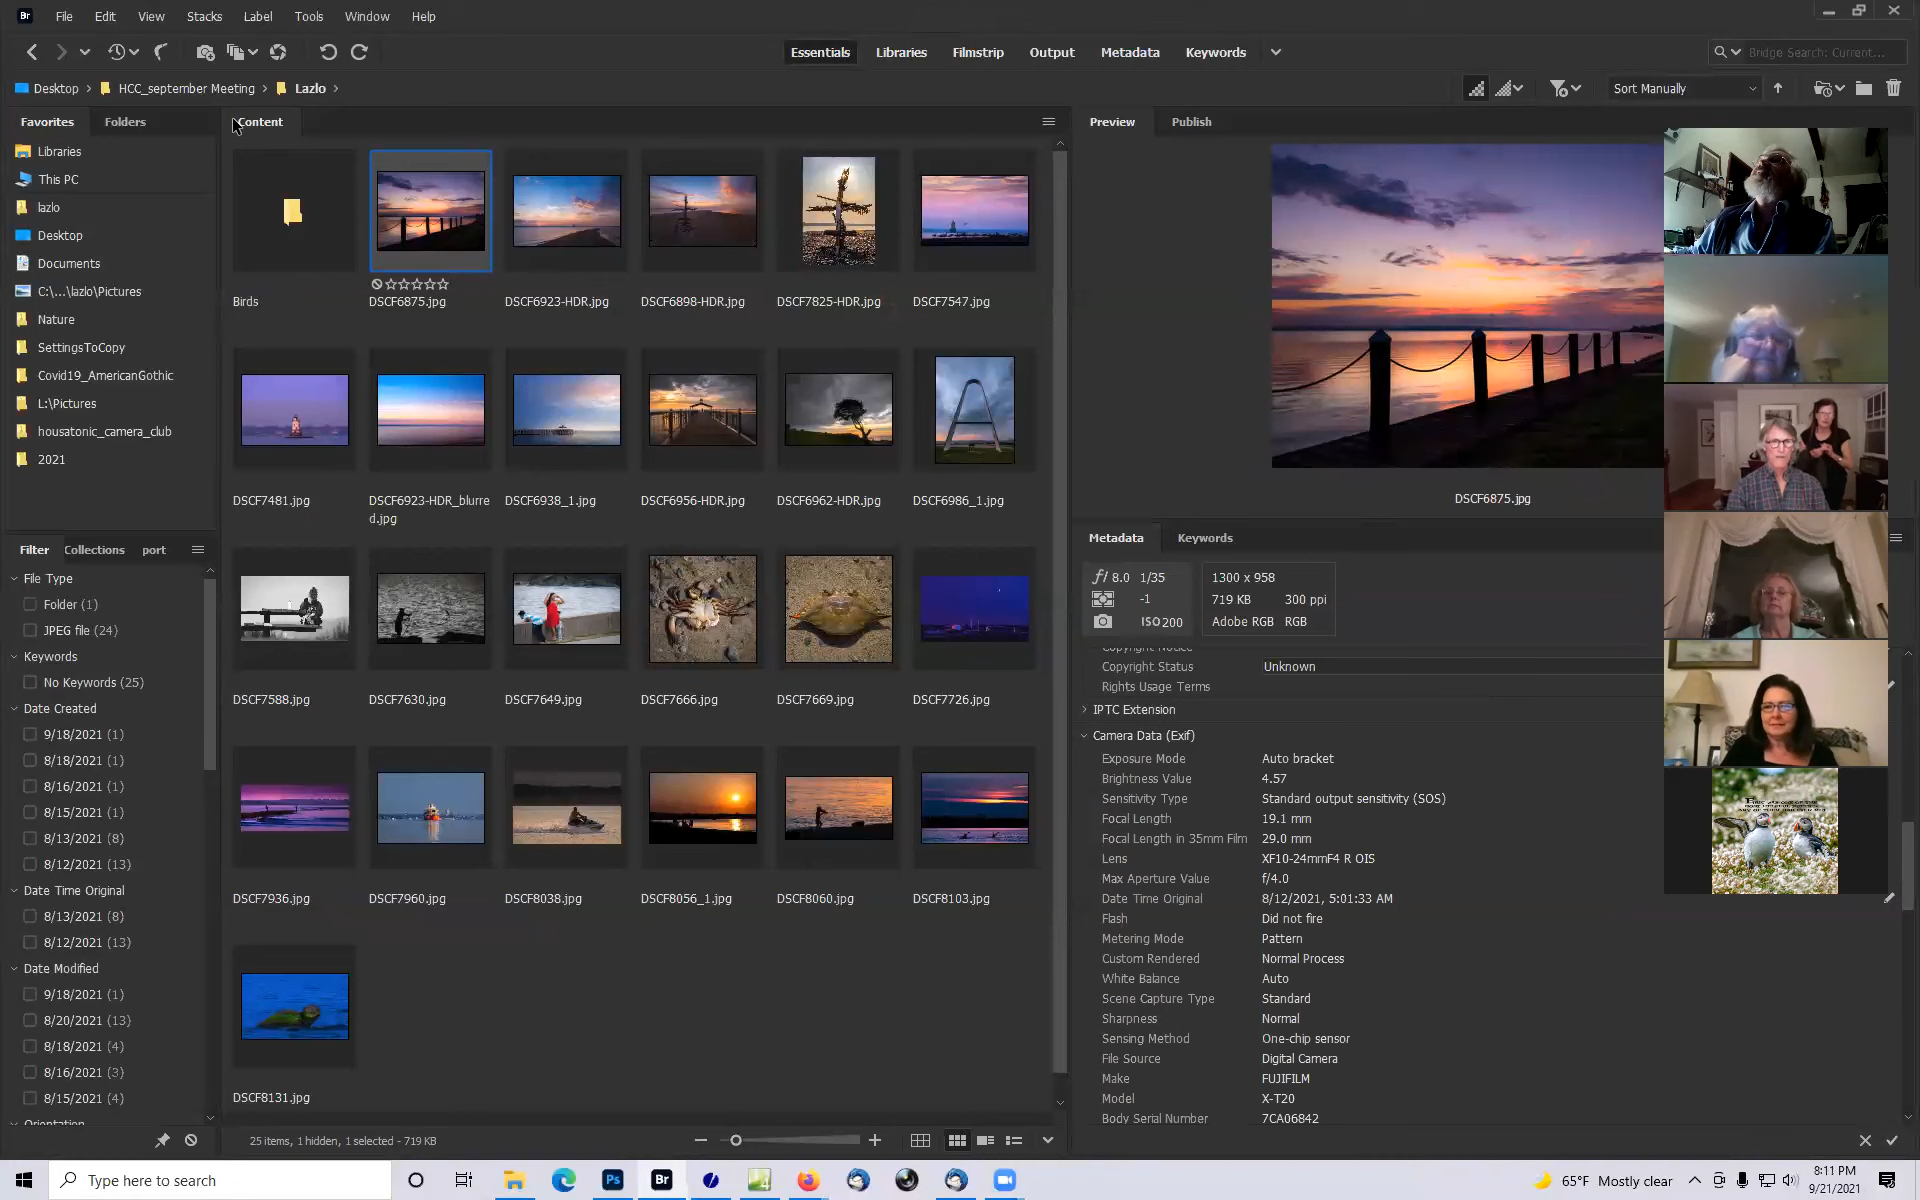 Br File Edit View Stacks Label Tools Window Help
Essentials Libraries Filmstrip Output Metadata Keywords
Bridge Search: Current...
Desktop HCC_september Meeting Lazlo
Sort Manually
Favorites Folders
Libraries
This PC
lazlo
Desktop
Documents
C:\...\lazlo\Pictures
Nature
SettingsToCopy
Covid19_AmericanGothic
L:\Pictures
housatonic_camera_club
2021
Filter Collections port
File Type
Folder (1)
JPEG file (24)
Keywords
No Keywords (25)
Date Created
9/18/2021 (1)
8/18/2021 (1)
8/16/2021 (1)
8/15/2021 (1)
8/13/2021 (8)
8/12/2021 (13)
Date Time Original
8/13/2021 (8)
8/12/2021 (13)
Date Modified
9/18/2021 (1)
8/20/2021 (13)
8/18/2021 (4)
8/16/2021 (3)
8/15/2021 (4)
Orientation
Content
Birds DSCF6875.jpg DSCF6923-HDR.jpg DSCF6898-HDR.jpg DSCF7825-HDR.jpg DSCF7547.jpg
DSCF7481.jpg DSCF6923-HDR_blurre DSCF6938_1.jpg DSCF6956-HDR.jpg DSCF6962-HDR.jpg DSCF6986_1.jpg
d.jpg
DSCF7588.jpg DSCF7630.jpg DSCF7649.jpg DSCF7666.jpg DSCF7669.jpg DSCF7726.jpg
DSCF7936.jpg DSCF7960.jpg DSCF8038.jpg DSCF8056_1.jpg DSCF8060.jpg DSCF8103.jpg
DSCF8131.jpg
25 items, 1 hidden, 1 selected - 719 KB
Preview Publish
DSCF6875.jpg
Metadata Keywords
f/ 8.0 1/35 1300 x 958
-1 719 KB 300 ppi
ISO200 Adobe RGB RGB
Copyright Notice
Copyright Status Unknown
Rights Usage Terms
IPTC Extension
Camera Data (Exif)
Exposure Mode Auto bracket
Brightness Value 4.57
Sensitivity Type Standard output sensitivity (SOS)
Focal Length 19.1 mm
Focal Length in 35mm Film 29.0 mm
Lens XF10-24mmF4 R OIS
Max Aperture Value f/4.0
Date Time Original 8/12/2021, 5:01:33 AM
Flash Did not fire
Metering Mode Pattern
Custom Rendered Normal Process
White Balance Auto
Scene Capture Type Standard
Sharpness Normal
Sensing Method One-chip sensor
File Source Digital Camera
Make FUJIFILM
Model X-T20
Body Serial Number 7CA06842
Type here to search
Ps Br
65°F Mostly clear
8:11 PM
9/21/2021